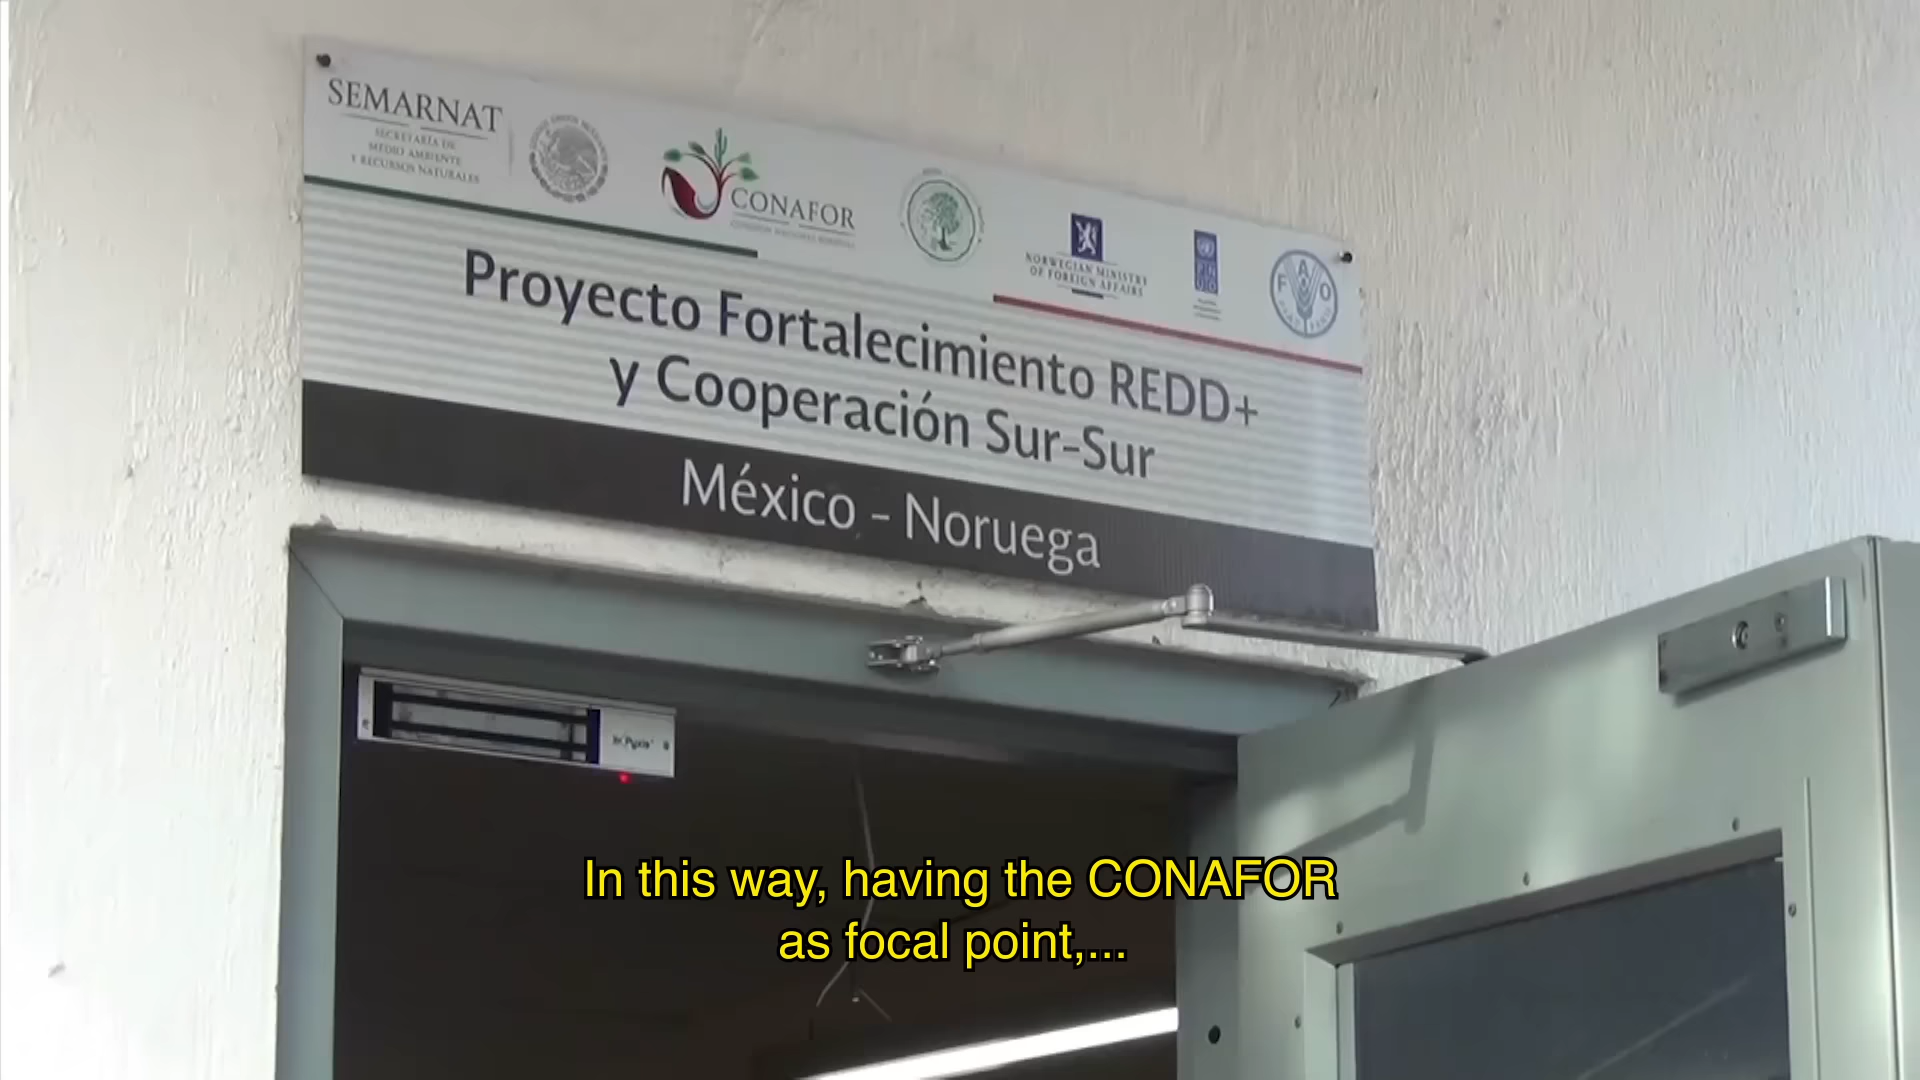 SEMARNAT
SECRETARÍA DE
MEDIO AMBIENTE
Y RECURSOS NATURALES
CONAFOR
NORWEGIAN MINISTRY
OF FOREIGN AFFAIRS
F A O
Proyecto Fortalecimiento REDD+
y Cooperación Sur-Sur
México - Noruega
In this way, having the CONAFOR
as focal point,...